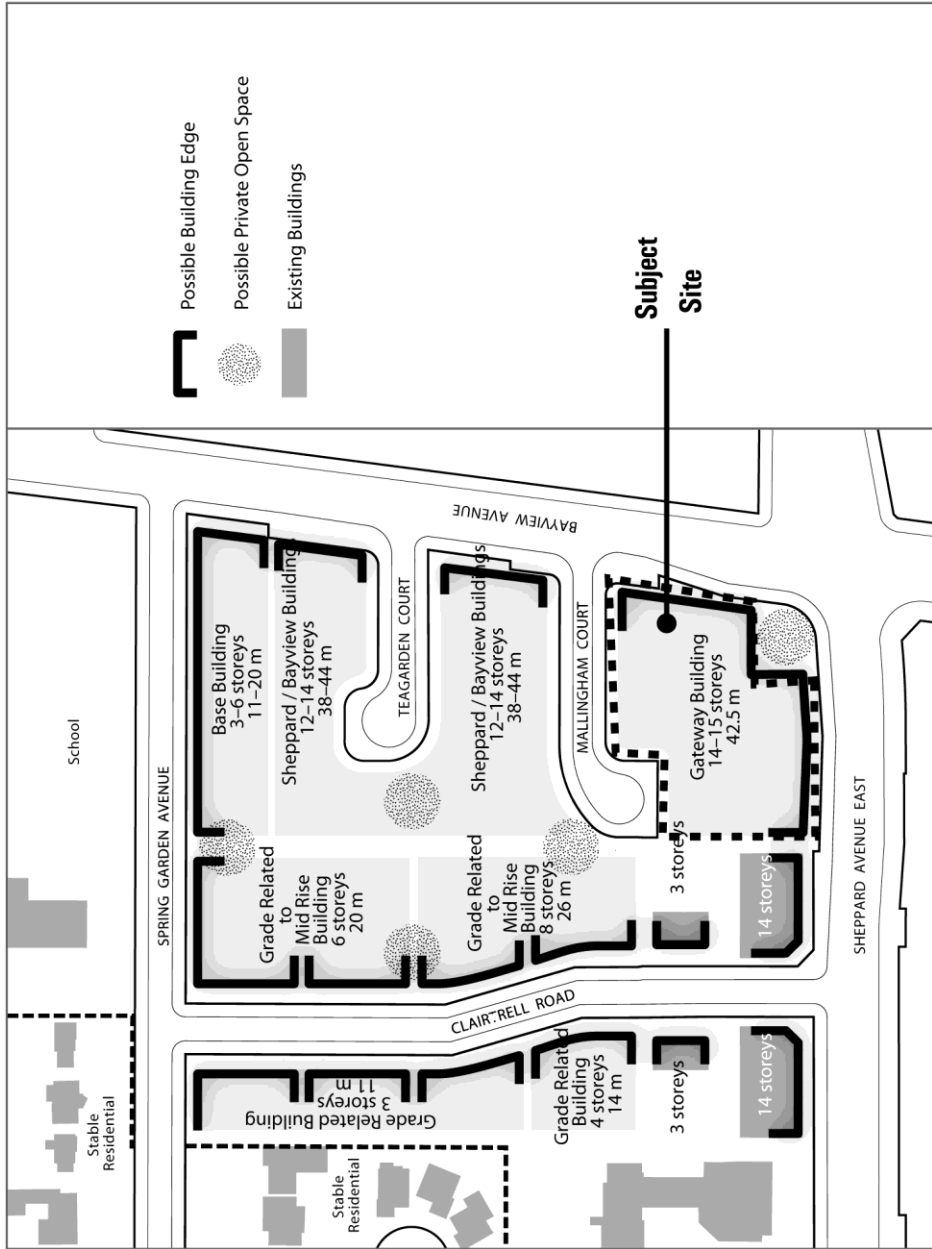 Possible Building Edge
Possible Private Open Space
Existing Buildings
Subject
Site
School
SPRING GARDEN AVENUE
BAYVIEW AVENUE
Base Building
3–6 storeys
11–20 m
Sheppard / Bayview Buildings
12–14 storeys
38–44 m
TEAGARDEN COURT
Sheppard / Bayview Buildings
12–14 storeys
38–44 m
MALLINGHAM COURT
Gateway Building
14–15 storeys
42.5 m
Grade Related
to
Mid Rise
Building
6 storeys
20 m
Grade Related
to
Mid Rise
Building
8 storeys
26 m
3 storeys
14 storeys
SHEPPARD AVENUE EAST
CLAIRTRELL ROAD
Stable
Residential
Grade Related Building
3 storeys
11 m
Grade Related
Building
4 storeys
14 m
3 storeys
14 storeys
Stable
Residential